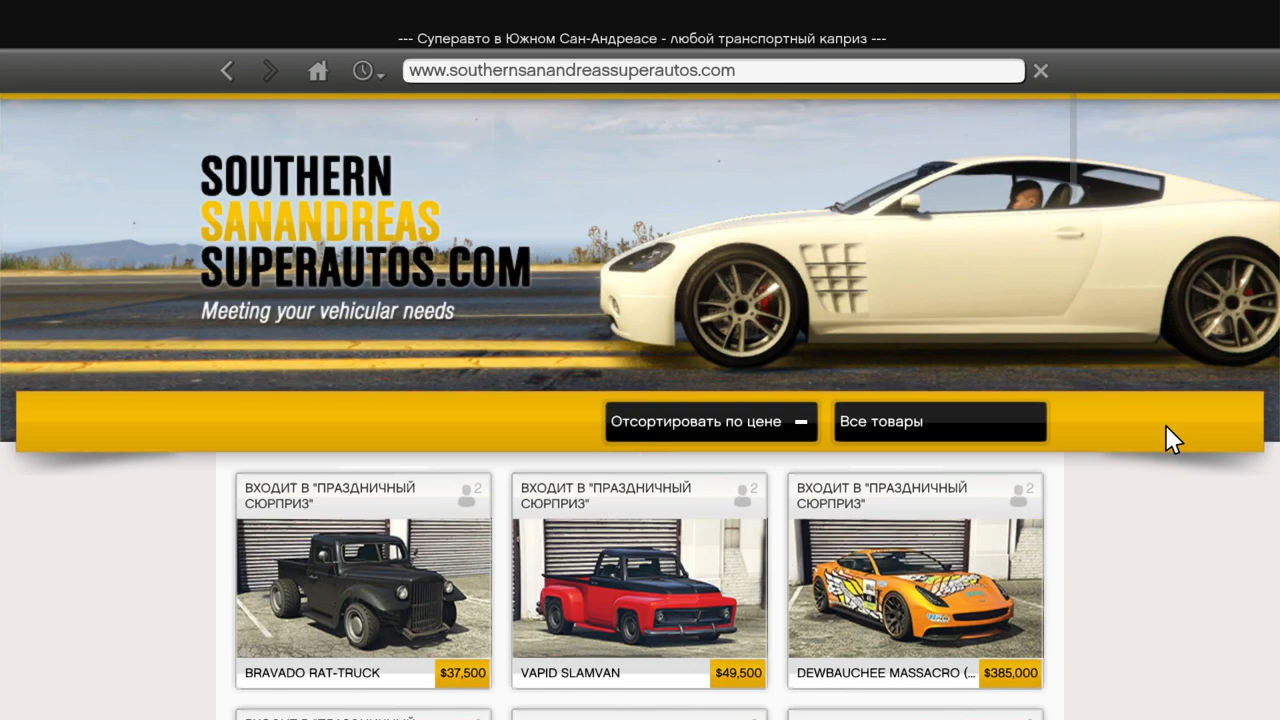 --- Суперавто в Южном Сан-Андреасе - любой транспортный каприз ---
www.southernsanandreassuperautos.com
SOUTHERN
SANANDREAS
SUPERAUTOS.COM
Meeting your vehicular needs
Отсортировать по цене
Все товары
ВХОДИТ В "ПРАЗДНИЧНЫЙ
СЮРПРИЗ"
2
ВХОДИТ В "ПРАЗДНИЧНЫЙ
СЮРПРИЗ"
2
ВХОДИТ В "ПРАЗДНИЧНЫЙ
СЮРПРИЗ"
2
BRAVADO RAT-TRUCK
$37,500
VAPID SLAMVAN
$49,500
DEWBAUCHEE MASSACRO (...
$385,000